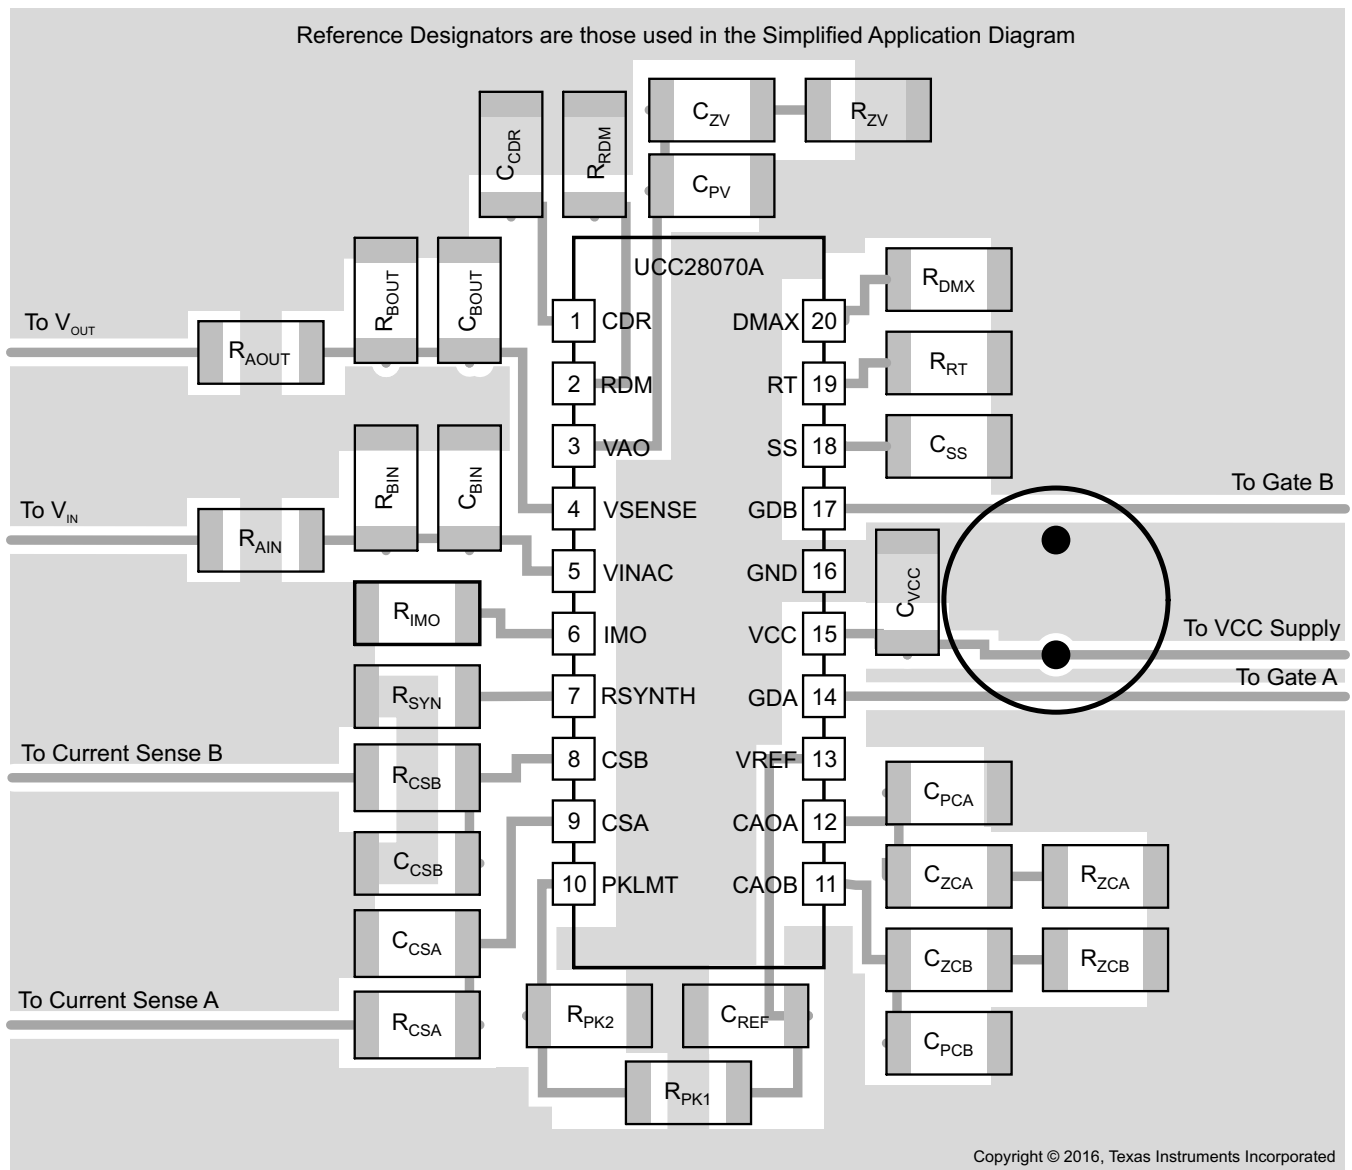 Reference Designators are those used in the Simplified Application Diagram
CZV
RZV
CCDR
RRDM
CPV
UCC28070A
RBOUT
CBOUT
RDMX
To VOUT
RAOUT
1 CDR
DMAX 20
RRT
2 RDM
RT 19
3 VAO
SS 18
CSS
RBIN
CBIN
To Gate B
To VIN
RAIN
4 VSENSE
GDB 17
5 VINAC
GND 16
CVCC
RIMO
6 IMO
VCC 15
To VCC Supply
To Gate A
RSYN
7 RSYNTH
GDA 14
To Current Sense B
RCSB
8 CSB
VREF 13
CPCA
9 CSA
CAOA 12
CCSB
10 PKLMT
CAOB 11
CZCA
RZCA
CCSA
CZCB
RZCB
To Current Sense A
RCSA
RPK2
CREF
CPCB
RPK1
Copyright © 2016, Texas Instruments Incorporated